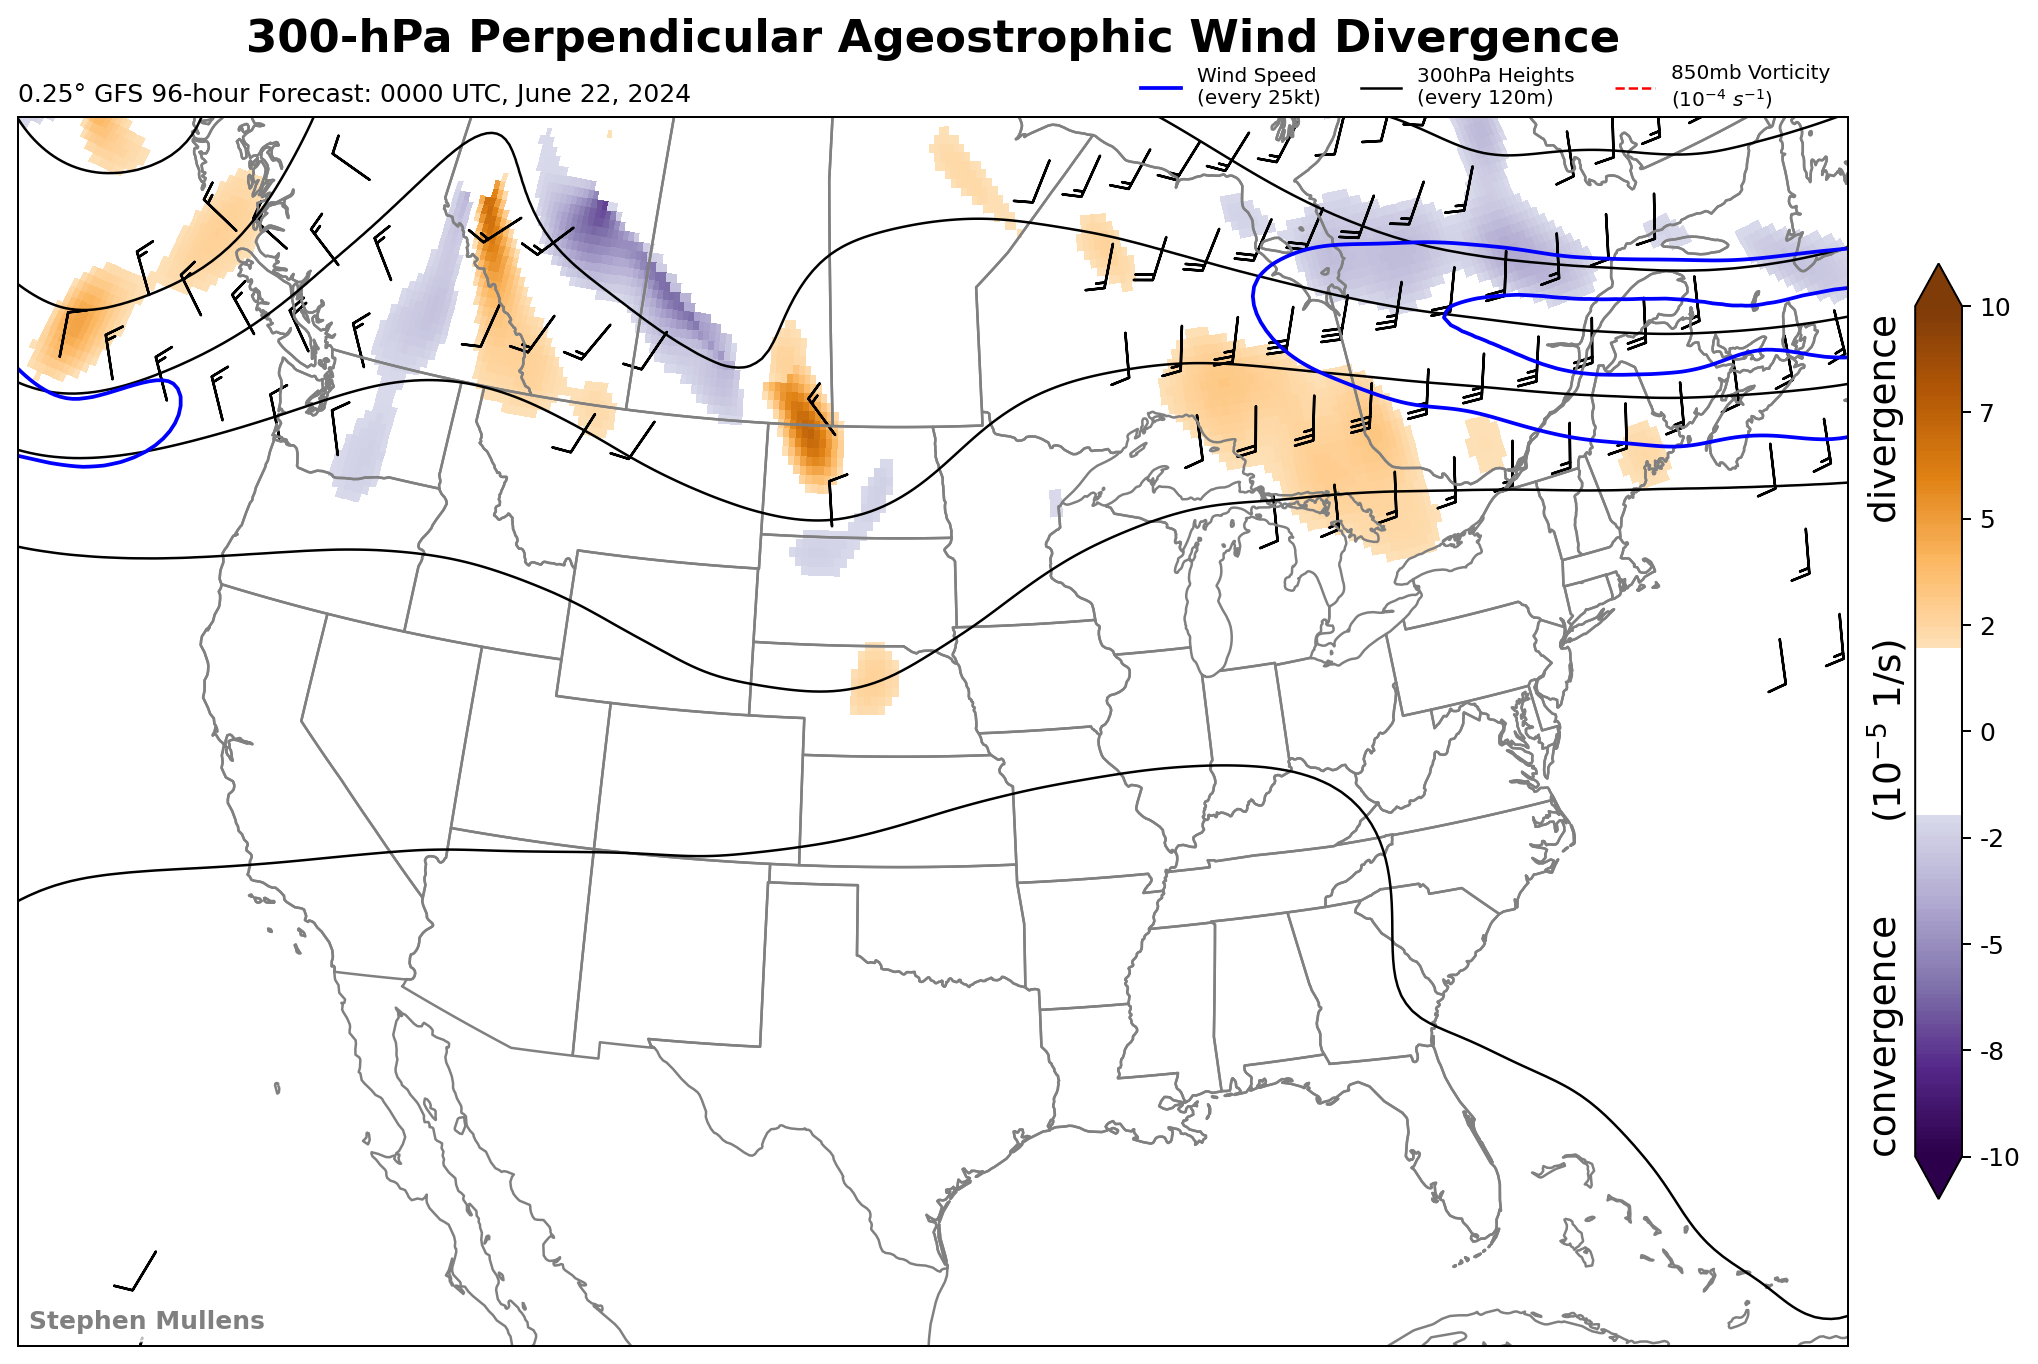 300-hPa Perpendicular Ageostrophic Wind Divergence
0.25° GFS 96-hour Forecast: 0000 UTC, June 22, 2024
Wind Speed
(every 25kt)
300hPa Heights
(every 120m)
850mb Vorticity
(10⁻⁴ s⁻¹)
10
7
5
2
0
-2
-5
-8
-10
convergence (10⁻⁵ 1/s) divergence
Stephen Mullens